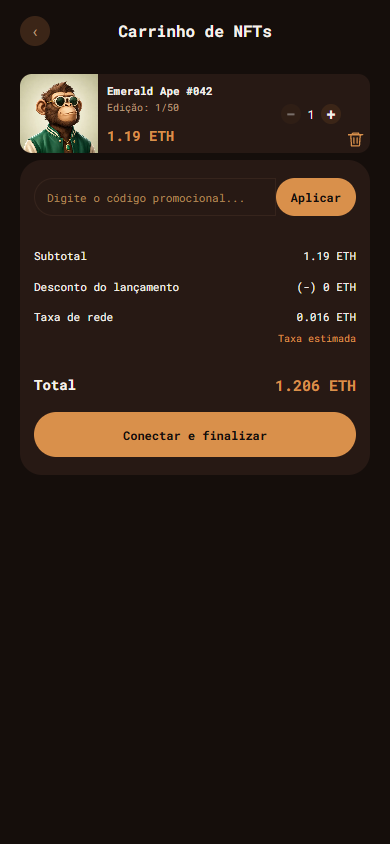 ‹ Carrinho de NFTs
Emerald Ape #042
Edição: 1/50
1.19 ETH
− 1 +
Digite o código promocional... Aplicar
Subtotal 1.19 ETH
Desconto do lançamento (-) 0 ETH
Taxa de rede 0.016 ETH
Taxa estimada
Total 1.206 ETH
Conectar e finalizar